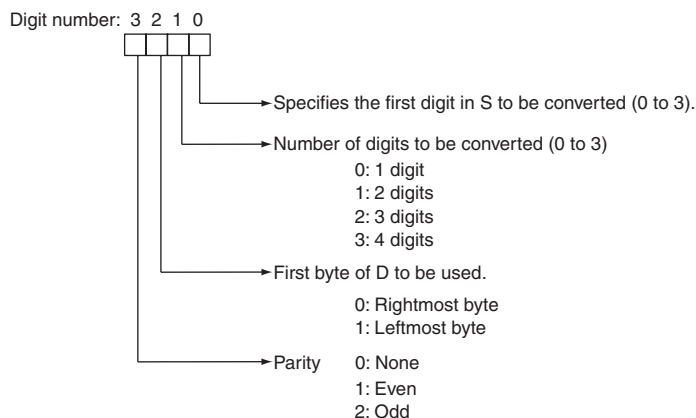 Digit number: 3 2 1 0
Specifies the first digit in S to be converted (0 to 3).
Number of digits to be converted (0 to 3)
0: 1 digit
1: 2 digits
2: 3 digits
3: 4 digits
First byte of D to be used.
0: Rightmost byte
1: Leftmost byte
Parity 0: None
1: Even
2: Odd